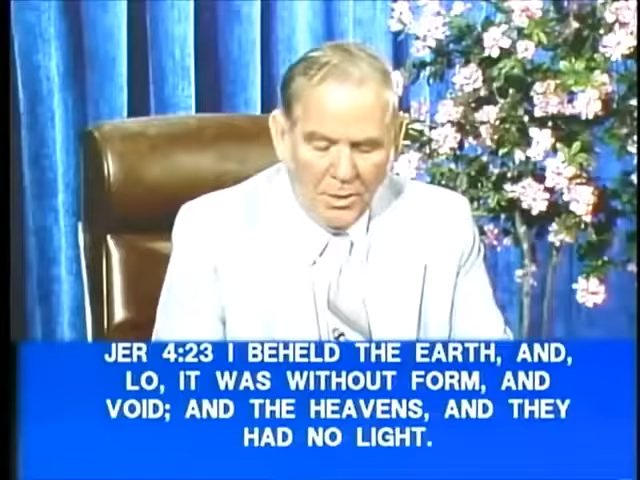 JER 4:23 I BEHELD THE EARTH, AND,
LO, IT WAS WITHOUT FORM, AND
VOID; AND THE HEAVENS, AND THEY
HAD NO LIGHT.